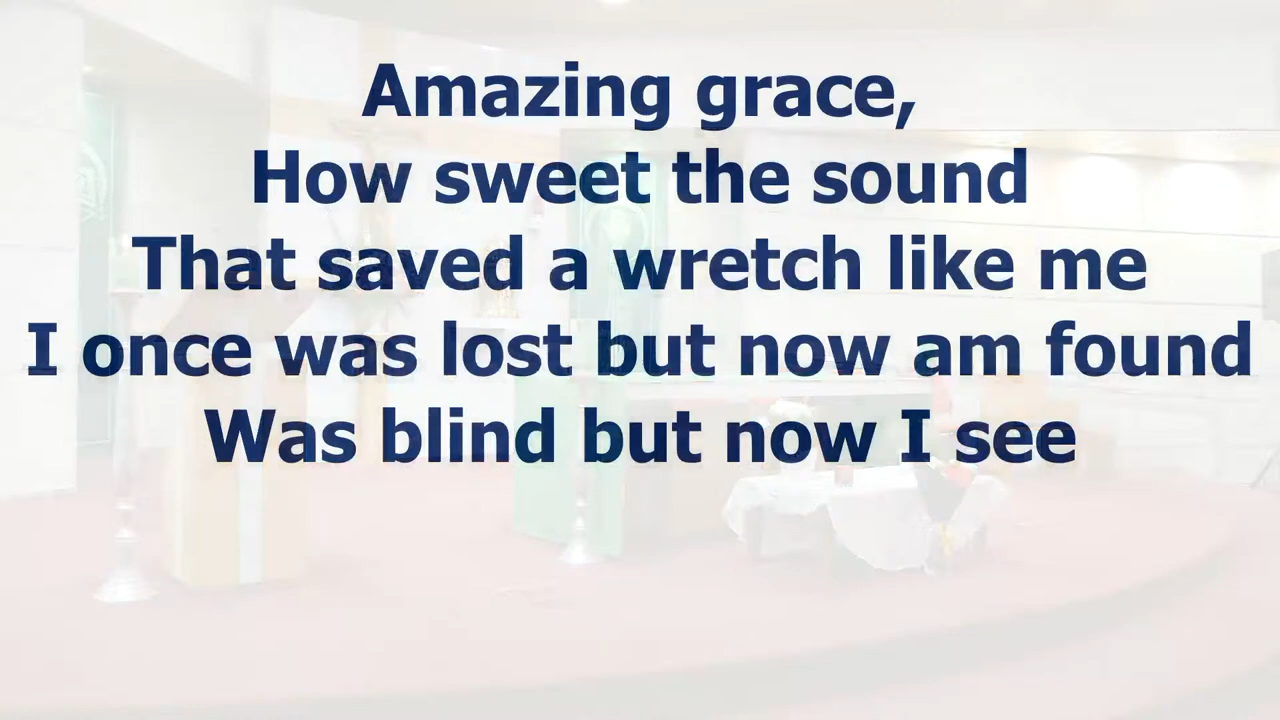 Amazing grace,
How sweet the sound
That saved a wretch like me
I once was lost but now am found
Was blind but now I see